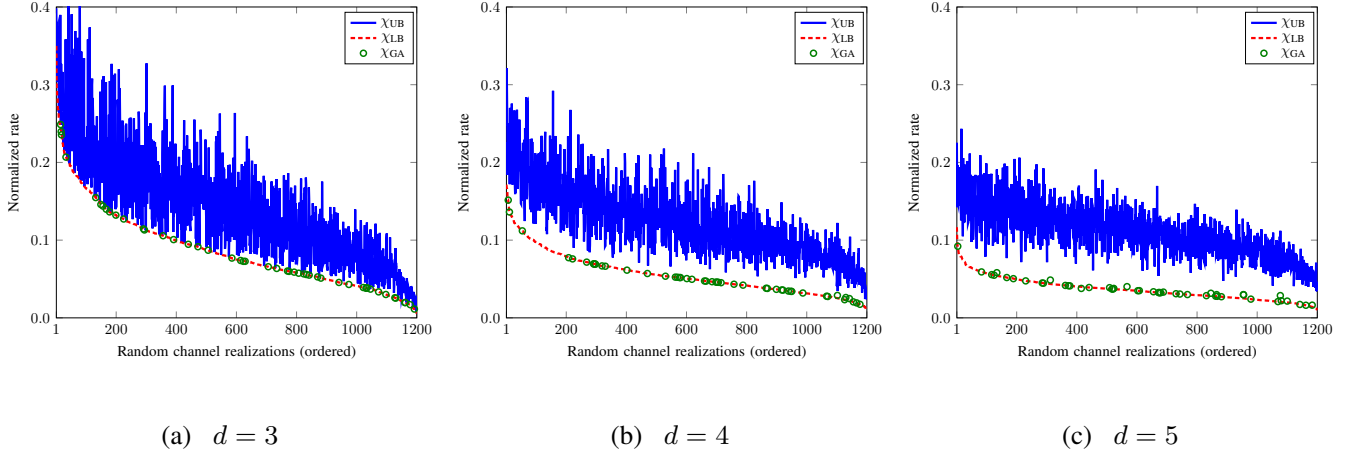 0.4
0.3
0.2
0.1
0.0
Normalized rate
1 200 400 600 800 1000 1200
Random channel realizations (ordered)
χUB
χLB
χGA
(a) d = 3
0.4
0.3
0.2
0.1
0.0
Normalized rate
1 200 400 600 800 1000 1200
Random channel realizations (ordered)
χUB
χLB
χGA
(b) d = 4
0.4
0.3
0.2
0.1
0.0
Normalized rate
1 200 400 600 800 1000 1200
Random channel realizations (ordered)
χUB
χLB
χGA
(c) d = 5